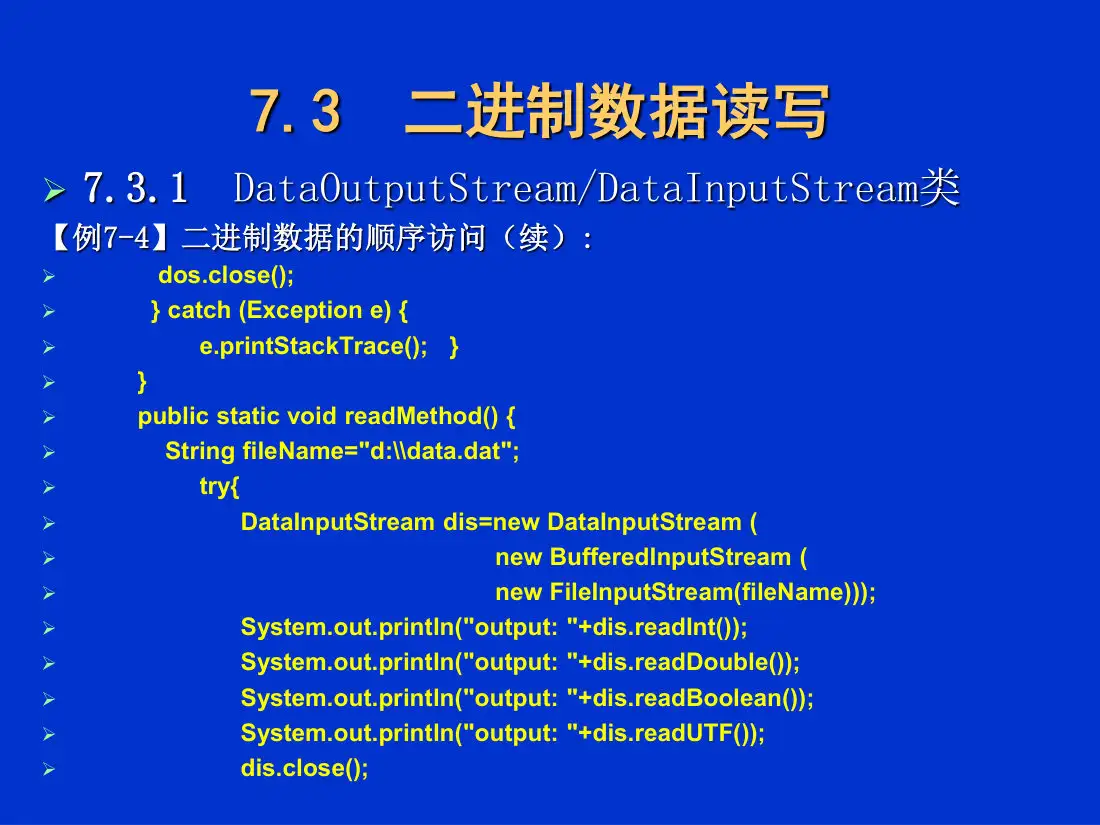 7.3 二进制数据读写
7.3.1 DataOutputStream/DataInputStream类
【例7-4】二进制数据的顺序访问（续）:
dos.close();
} catch (Exception e) {
e.printStackTrace(); }
}
public static void readMethod() {
String fileName="d:\\data.dat";
try{
DataInputStream dis=new DataInputStream (
new BufferedInputStream (
new FileInputStream(fileName)));
System.out.println("output: "+dis.readInt());
System.out.println("output: "+dis.readDouble());
System.out.println("output: "+dis.readBoolean());
System.out.println("output: "+dis.readUTF());
dis.close();